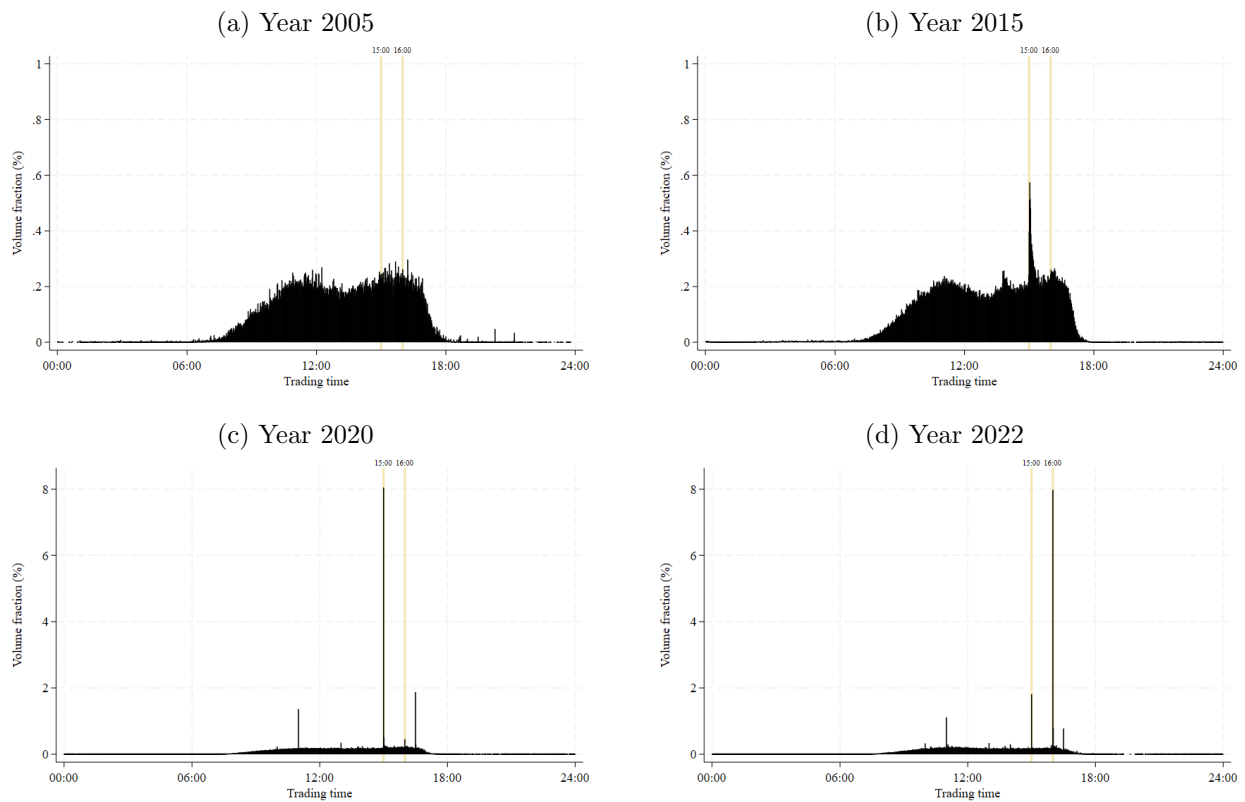 (a) Year 2005
15:00 16:00
1
.8
.6
.4
.2
0
Volume fraction (%)
00:00 06:00 12:00 18:00 24:00
Trading time
(b) Year 2015
15:00 16:00
1
.8
.6
.4
.2
0
Volume fraction (%)
00:00 06:00 12:00 18:00 24:00
Trading time
(c) Year 2020
15:00 16:00
8
6
4
2
0
Volume fraction (%)
00:00 06:00 12:00 18:00 24:00
Trading time
(d) Year 2022
15:00 16:00
8
6
4
2
0
Volume fraction (%)
00:00 06:00 12:00 18:00 24:00
Trading time